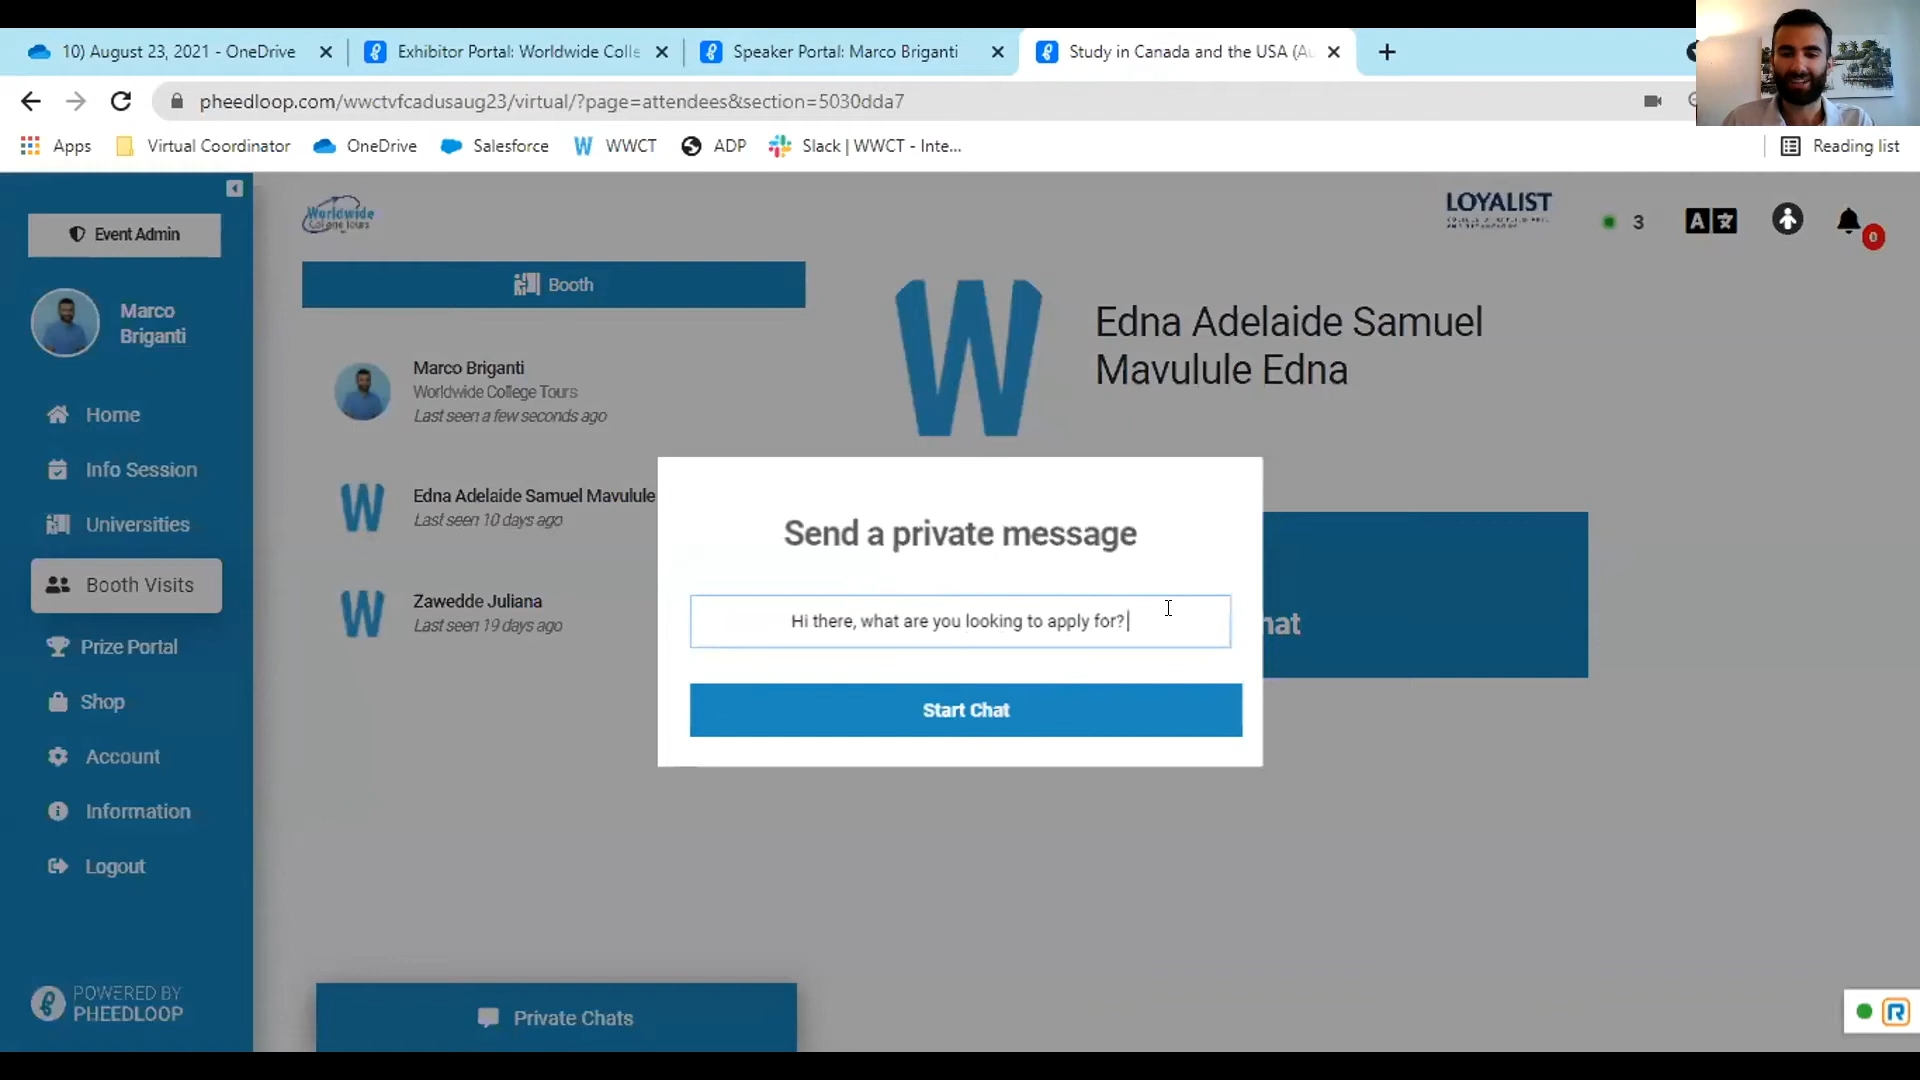 10) August 23, 2021 - OneDrive
Exhibitor Portal: Worldwide Colle
Speaker Portal: Marco Briganti
Study in Canada and the USA (Au
pheedloop.com/wwctvfcadusaug23/virtual/?page=attendees&section=5030dda7
Apps
Virtual Coordinator
OneDrive
Salesforce
WWCT
ADP
Slack | WWCT - Inte...
Reading list
Event Admin
Marco
Briganti
Home
Info Session
Universities
Booth Visits
Prize Portal
Shop
Account
Information
Logout
POWERED BY
PHEEDLOOP
Worldwide
College Tours
LOYALIST
3
0
Booth
Marco Briganti
Worldwide College Tours
Last seen a few seconds ago
Edna Adelaide Samuel Mavulule
Last seen 10 days ago
Zawedde Juliana
Last seen 19 days ago
Edna Adelaide Samuel
Mavulule Edna
Send a private message
Hi there, what are you looking to apply for?
Start Chat
hat
Private Chats